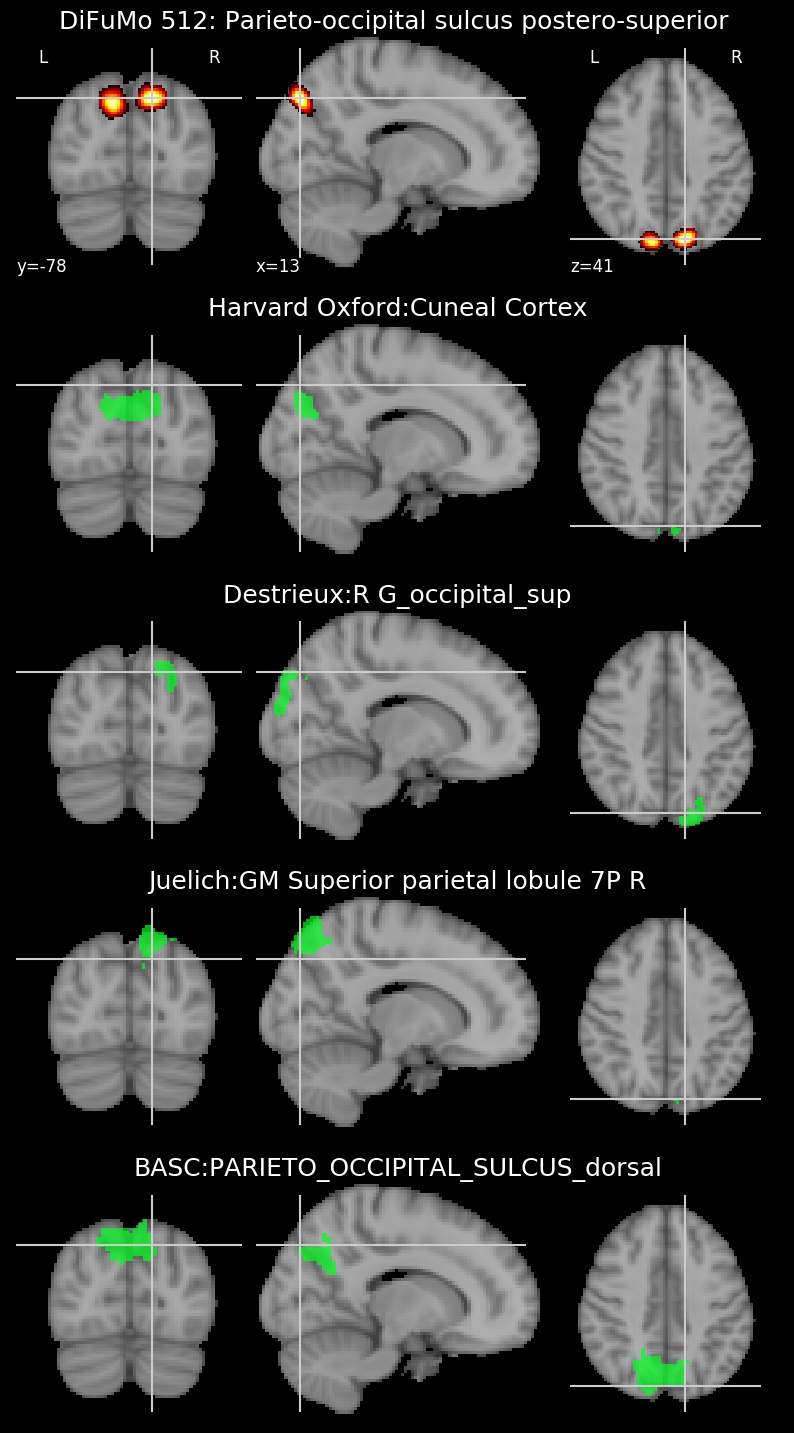 DiFuMo 512: Parieto-occipital sulcus postero-superior
L R L R
y=-78 x=13 z=41
Harvard Oxford:Cuneal Cortex
Destrieux:R G_occipital_sup
Juelich:GM Superior parietal lobule 7P R
BASC:PARIETO_OCCIPITAL_SULCUS_dorsal